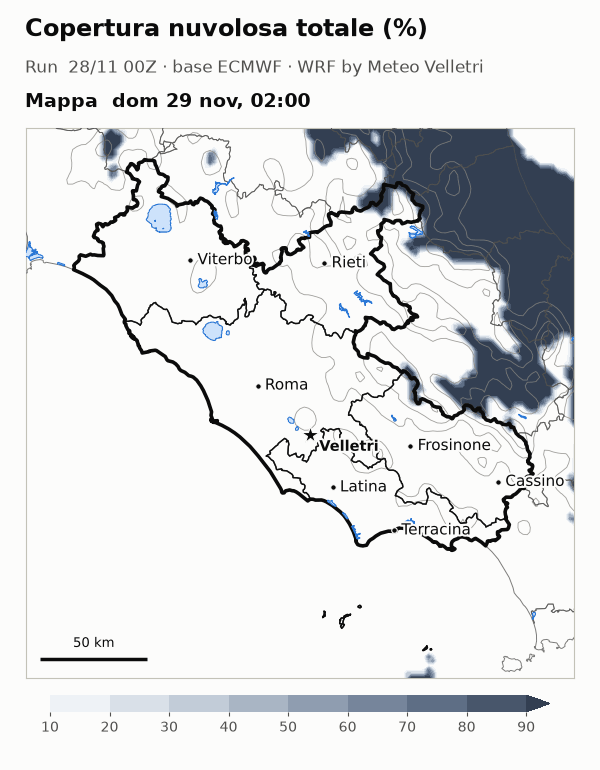 Copertura nuvolosa totale (%)
Run  28/11 00Z · base ECMWF · WRF by Meteo Velletri
Mappa  dom 29 nov, 02:00
Viterbo
Rieti
Roma
Velletri
Frosinone
Latina
Cassino
Terracina
50 km
10 20 30 40 50 60 70 80 90